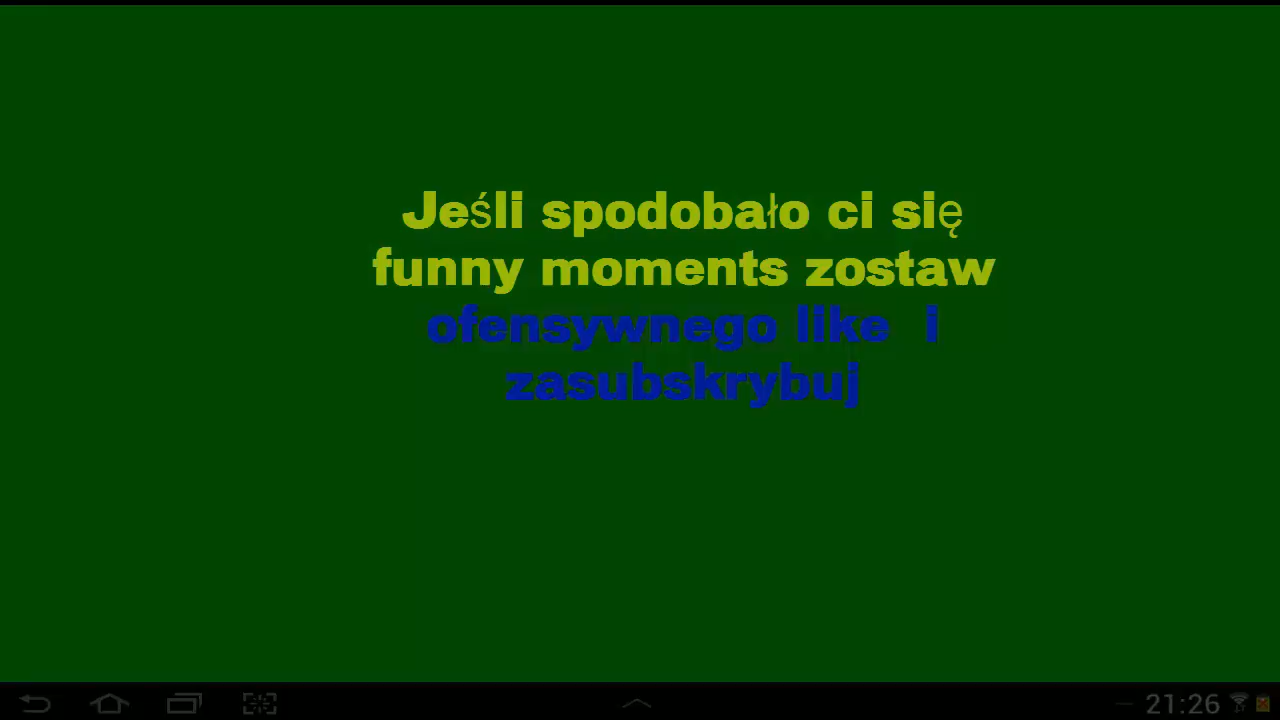 Jeśli spodobało ci się
funny moments zostaw
ofensywnego like i
zasubskrybuj
21:26